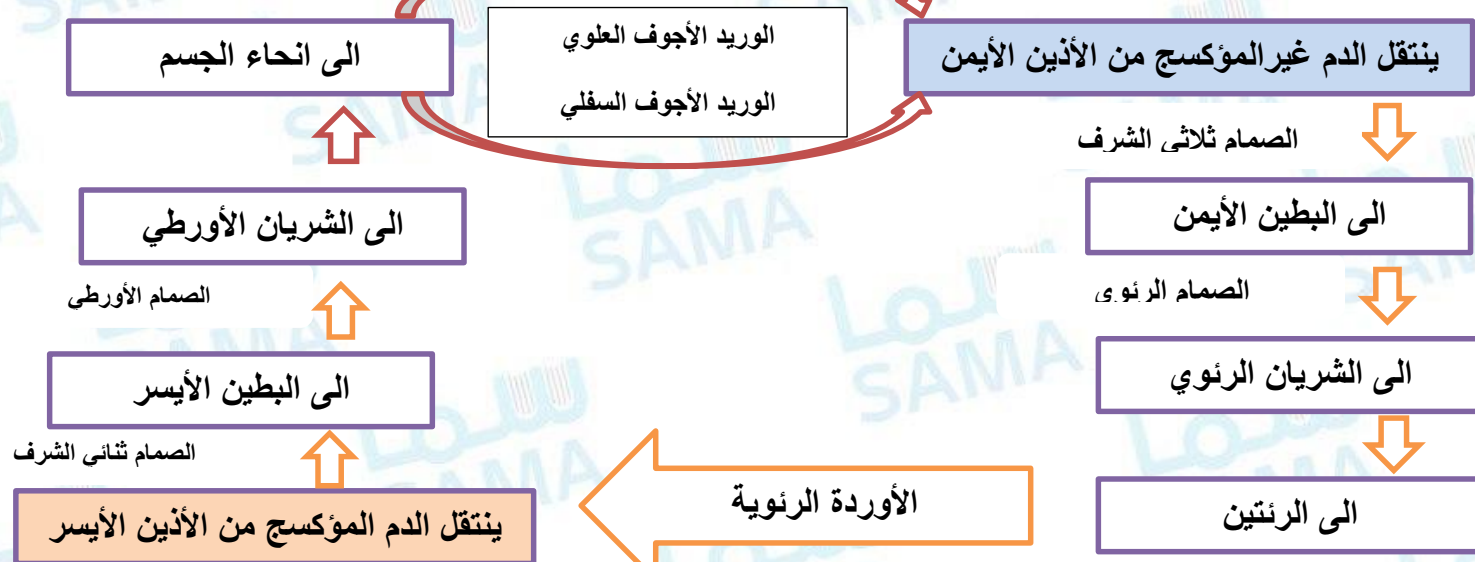 ينتقل الدم غيرالمؤكسج من الأذين الأيمن
الصمام ثلاثي الشرف
الى البطين الأيمن
الصمام الرئوي
الى الشريان الرئوي
الى الرئتين
الأوردة الرئوية
ينتقل الدم المؤكسج من الأذين الأيسر
الصمام ثنائي الشرف
الى البطين الأيسر
الصمام الأورطي
الى الشريان الأورطي
الى انحاء الجسم
الوريد الأجوف العلوي
الوريد الأجوف السفلي
سما
SAMA